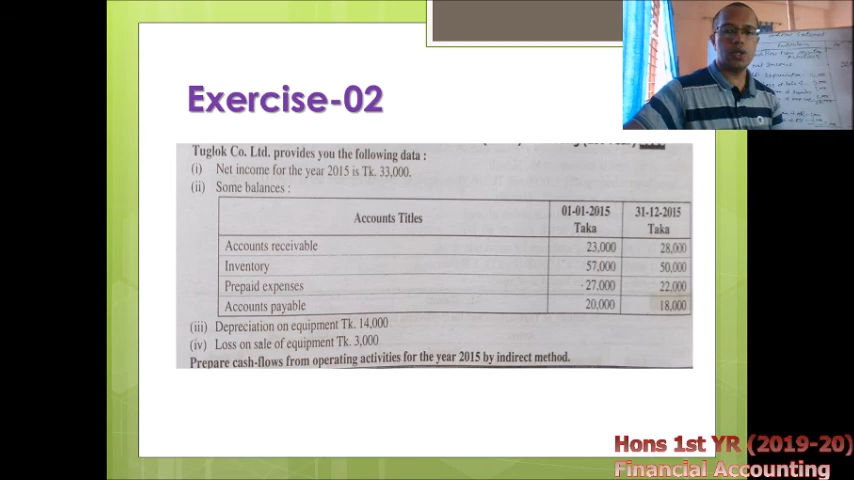 Exercise-02
Tuglok Co. Ltd. provides you the following data :
(i) Net income for the year 2015 is Tk. 33,000.
(ii) Some balances :
Accounts Titles 01-01-2015 Taka 31-12-2015 Taka
Accounts receivable 23,000 28,000
Inventory 57,000 50,000
Prepaid expenses 27,000 22,000
Accounts payable 20,000 18,000
(iii) Depreciation on equipment Tk. 14,000
(iv) Loss on sale of equipment Tk. 3,000
Prepare cash-flows from operating activities for the year 2015 by indirect method.
Hons 1st YR (2019-20)
Financial Accounting